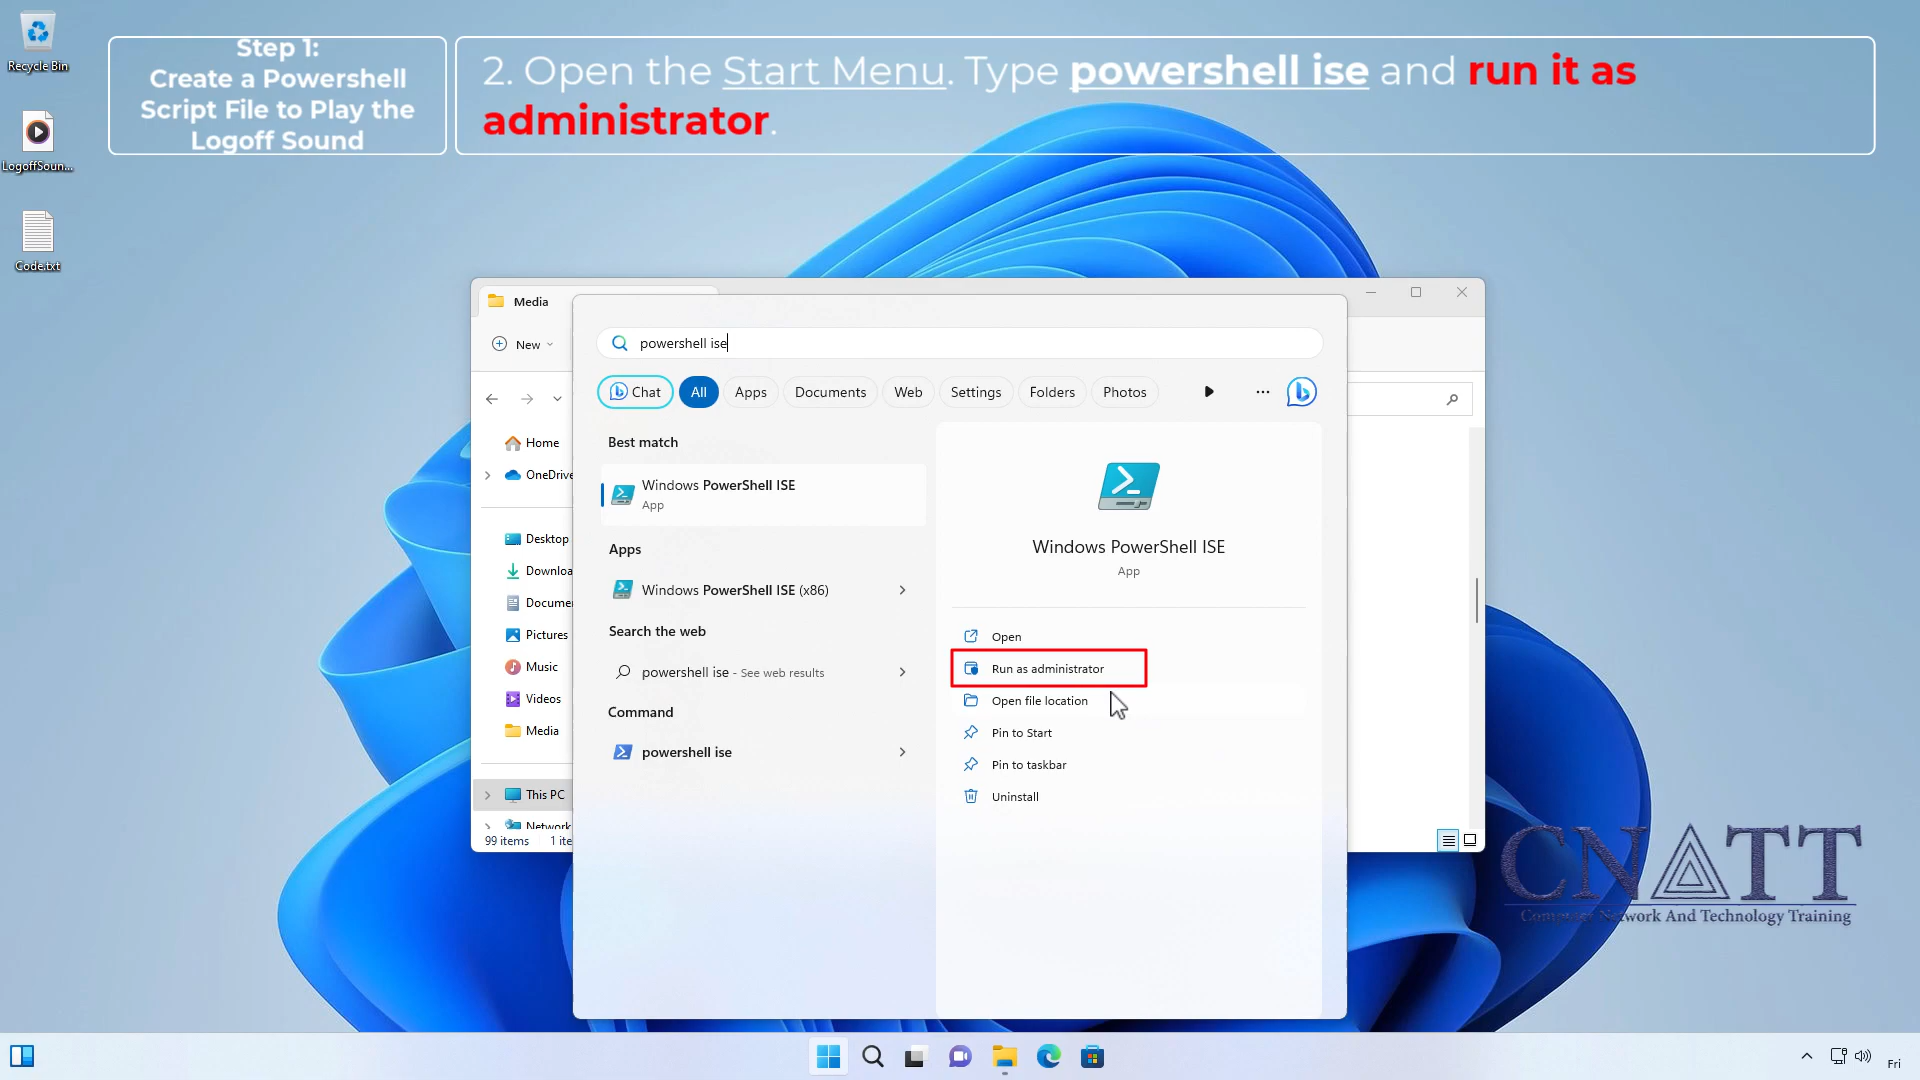 Recycle Bin
LogoffSoun...
Code.txt
Step 1:
Create a Powershell
Script File to Play the
Logoff Sound
2. Open the Start Menu. Type powershell ise and run it as
administrator.
Media
New
Home
OneDrive
Desktop
Downloa
Documen
Pictures
Music
Videos
Media
This PC
Network
99 items 1 ite
powershell ise
Chat
All
Apps
Documents
Web
Settings
Folders
Photos
Best match
Windows PowerShell ISE
App
Apps
Windows PowerShell ISE (x86)
Search the web
powershell ise - See web results
Command
powershell ise
Windows PowerShell ISE
App
Open
Run as administrator
Open file location
Pin to Start
Pin to taskbar
Uninstall
CNATT
Computer Network And Technology Training
Fri